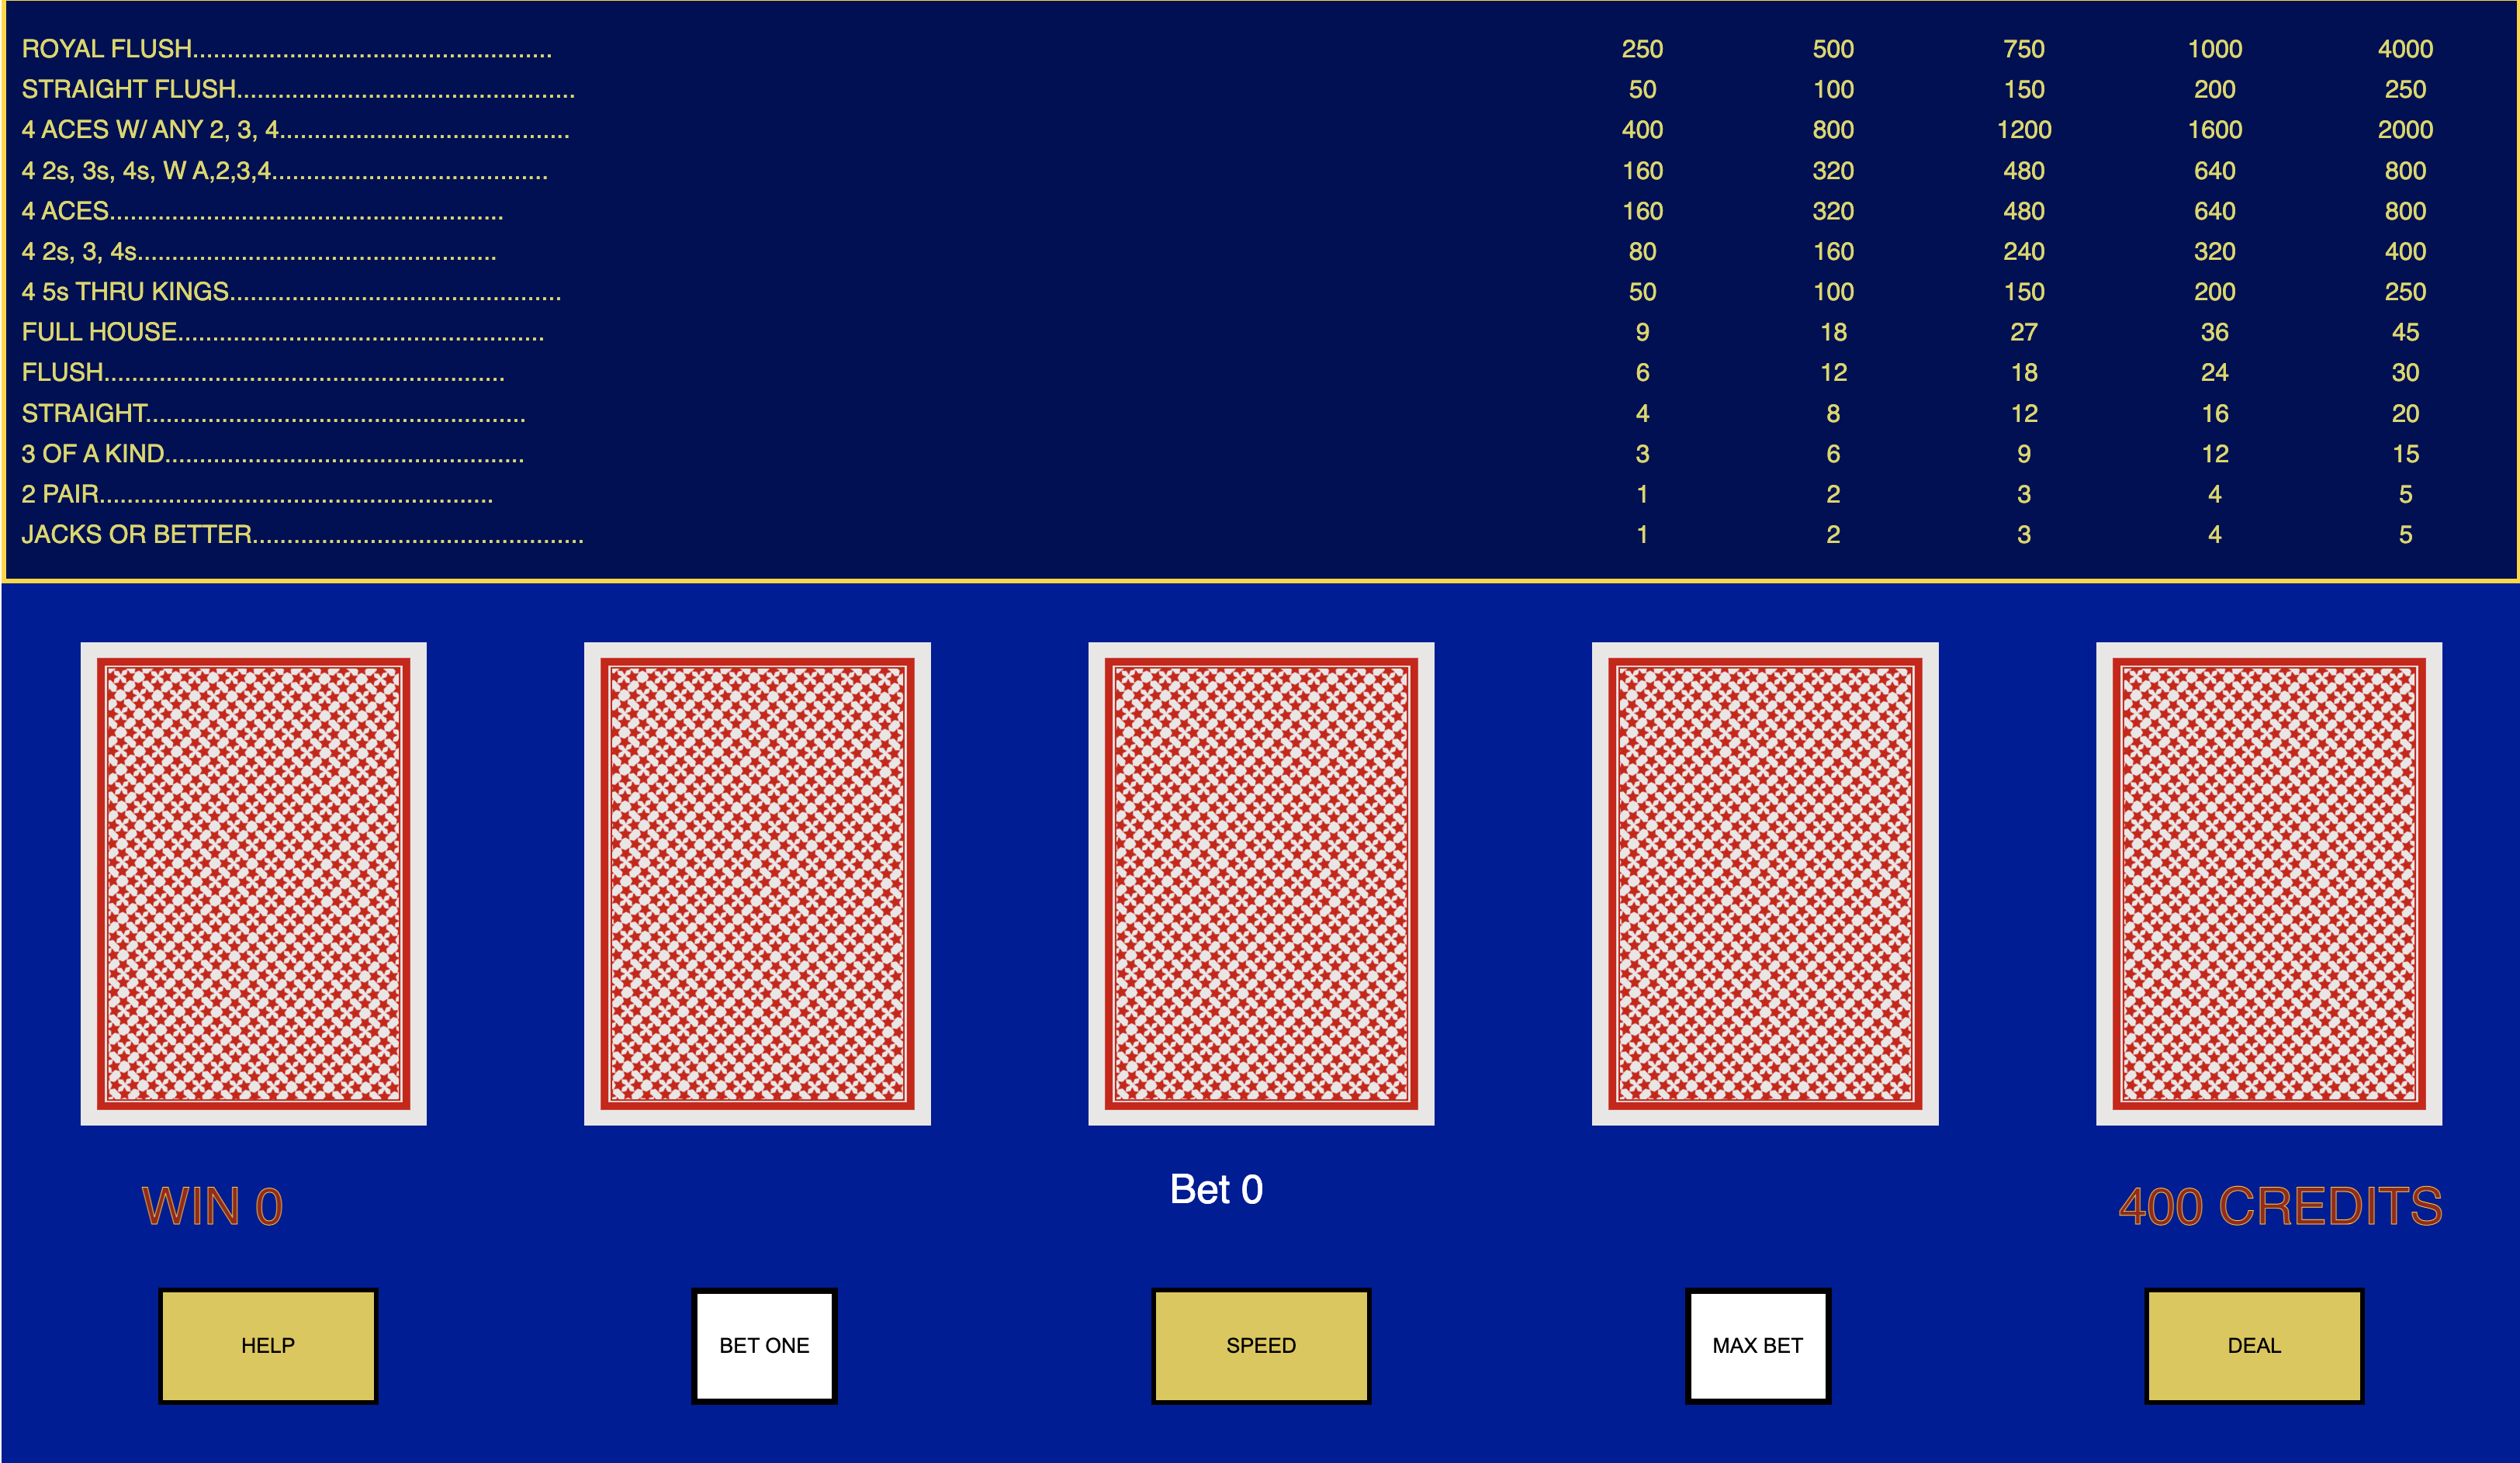 ROYAL FLUSH.................................................... 250 500 750 1000 4000
STRAIGHT FLUSH................................................. 50 100 150 200 250
4 ACES W/ ANY 2, 3, 4.......................................... 400 800 1200 1600 2000
4 2s, 3s, 4s, W A,2,3,4........................................ 160 320 480 640 800
4 ACES......................................................... 160 320 480 640 800
4 2s, 3, 4s.................................................... 80 160 240 320 400
4 5s THRU KINGS................................................ 50 100 150 200 250
FULL HOUSE..................................................... 9 18 27 36 45
FLUSH.......................................................... 6 12 18 24 30
STRAIGHT....................................................... 4 8 12 16 20
3 OF A KIND.................................................... 3 6 9 12 15
2 PAIR......................................................... 1 2 3 4 5
JACKS OR BETTER................................................ 1 2 3 4 5
WIN 0 Bet 0 400 CREDITS
HELP BET ONE SPEED MAX BET DEAL